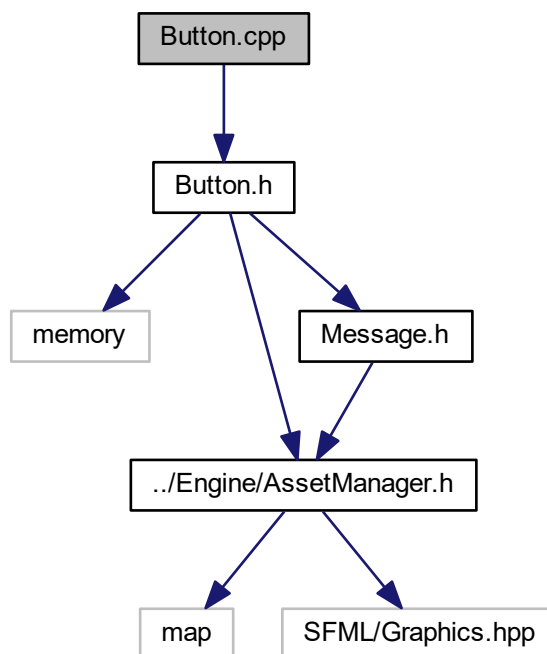 Button.cpp
Button.h
memory
Message.h
../Engine/AssetManager.h
map
SFML/Graphics.hpp